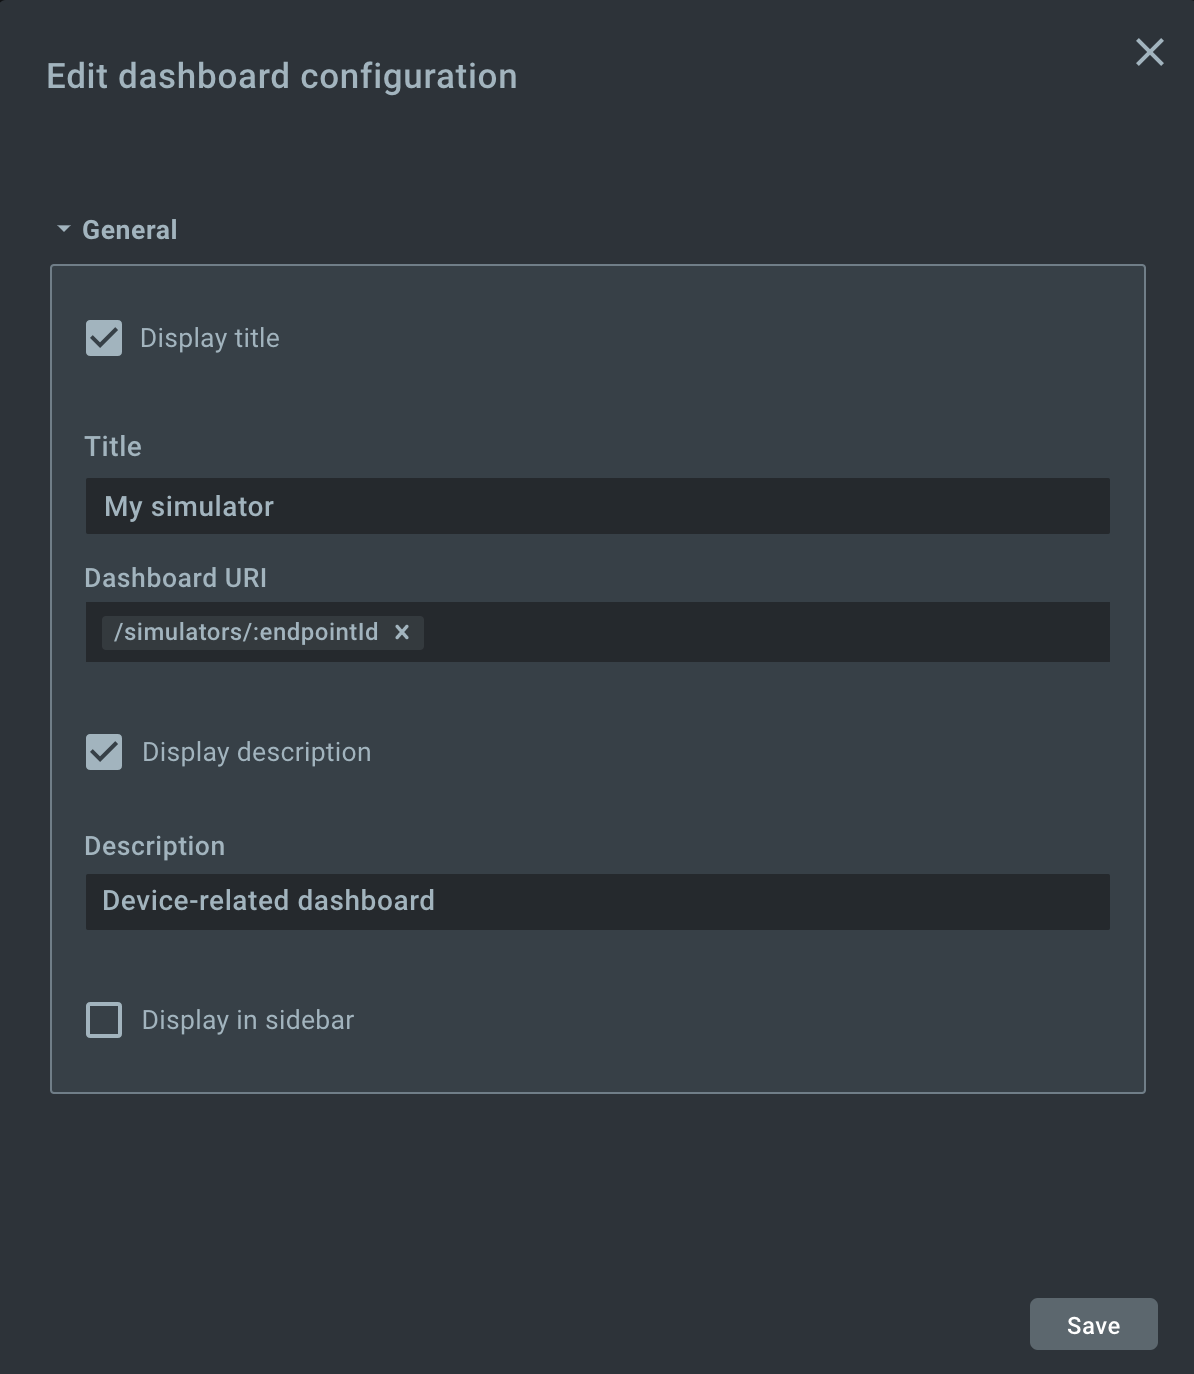 Edit dashboard configuration
General
Display title
Title
My simulator
Dashboard URI
/simulators/:endpointId
Display description
Description
Device-related dashboard
Display in sidebar
Save